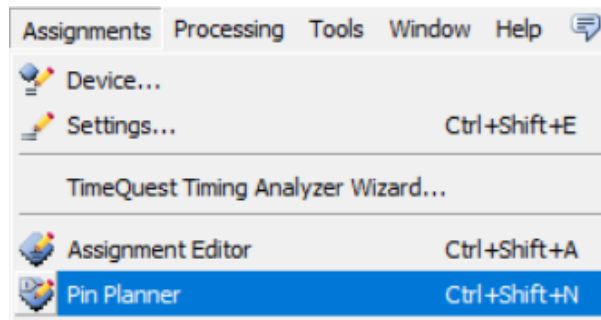 Assignments Processing Tools Window Help
Device...
Settings... Ctrl+Shift+E
TimeQuest Timing Analyzer Wizard...
Assignment Editor Ctrl+Shift+A
Pin Planner Ctrl+Shift+N